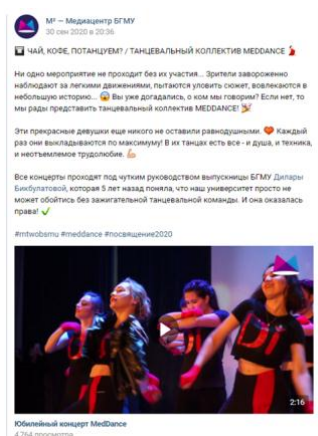 М² — Медиацентр БГМУ
30 сен 2020 в 20:36
ЧАЙ, КОФЕ, ПОТАНЦУЕМ? / ТАНЦЕВАЛЬНЫЙ КОЛЛЕКТИВ MEDDANCE
Ни одно мероприятие не проходит без их участия... Зрители завороженно
наблюдают за легкими движениями, пытаются уловить сюжет, вовлекаются в
небольшую историю... 😱 Вы уже догадались, о ком мы говорим? Если нет, то
мы рады представить танцевальный коллектив MEDDANCE! 🎉
Эти прекрасные девушки еще никого не оставили равнодушными. ❤ Каждый
раз они выкладываются по максимуму! В их танцах есть все - и душа, и техника,
и неотъемлемое трудолюбие. 💪
Все концерты проходят под чутким руководством выпускницы БГМУ Дилары
Бикбулатовой, которая 5 лет назад поняла, что наш университет просто не
может обойтись без зажигательной танцевальной команды. И она оказалась
права! ✔
#mtwobsmu #meddance #посвящение2020
2:16
Юбилейный концерт MedDance
4 764 просмотра